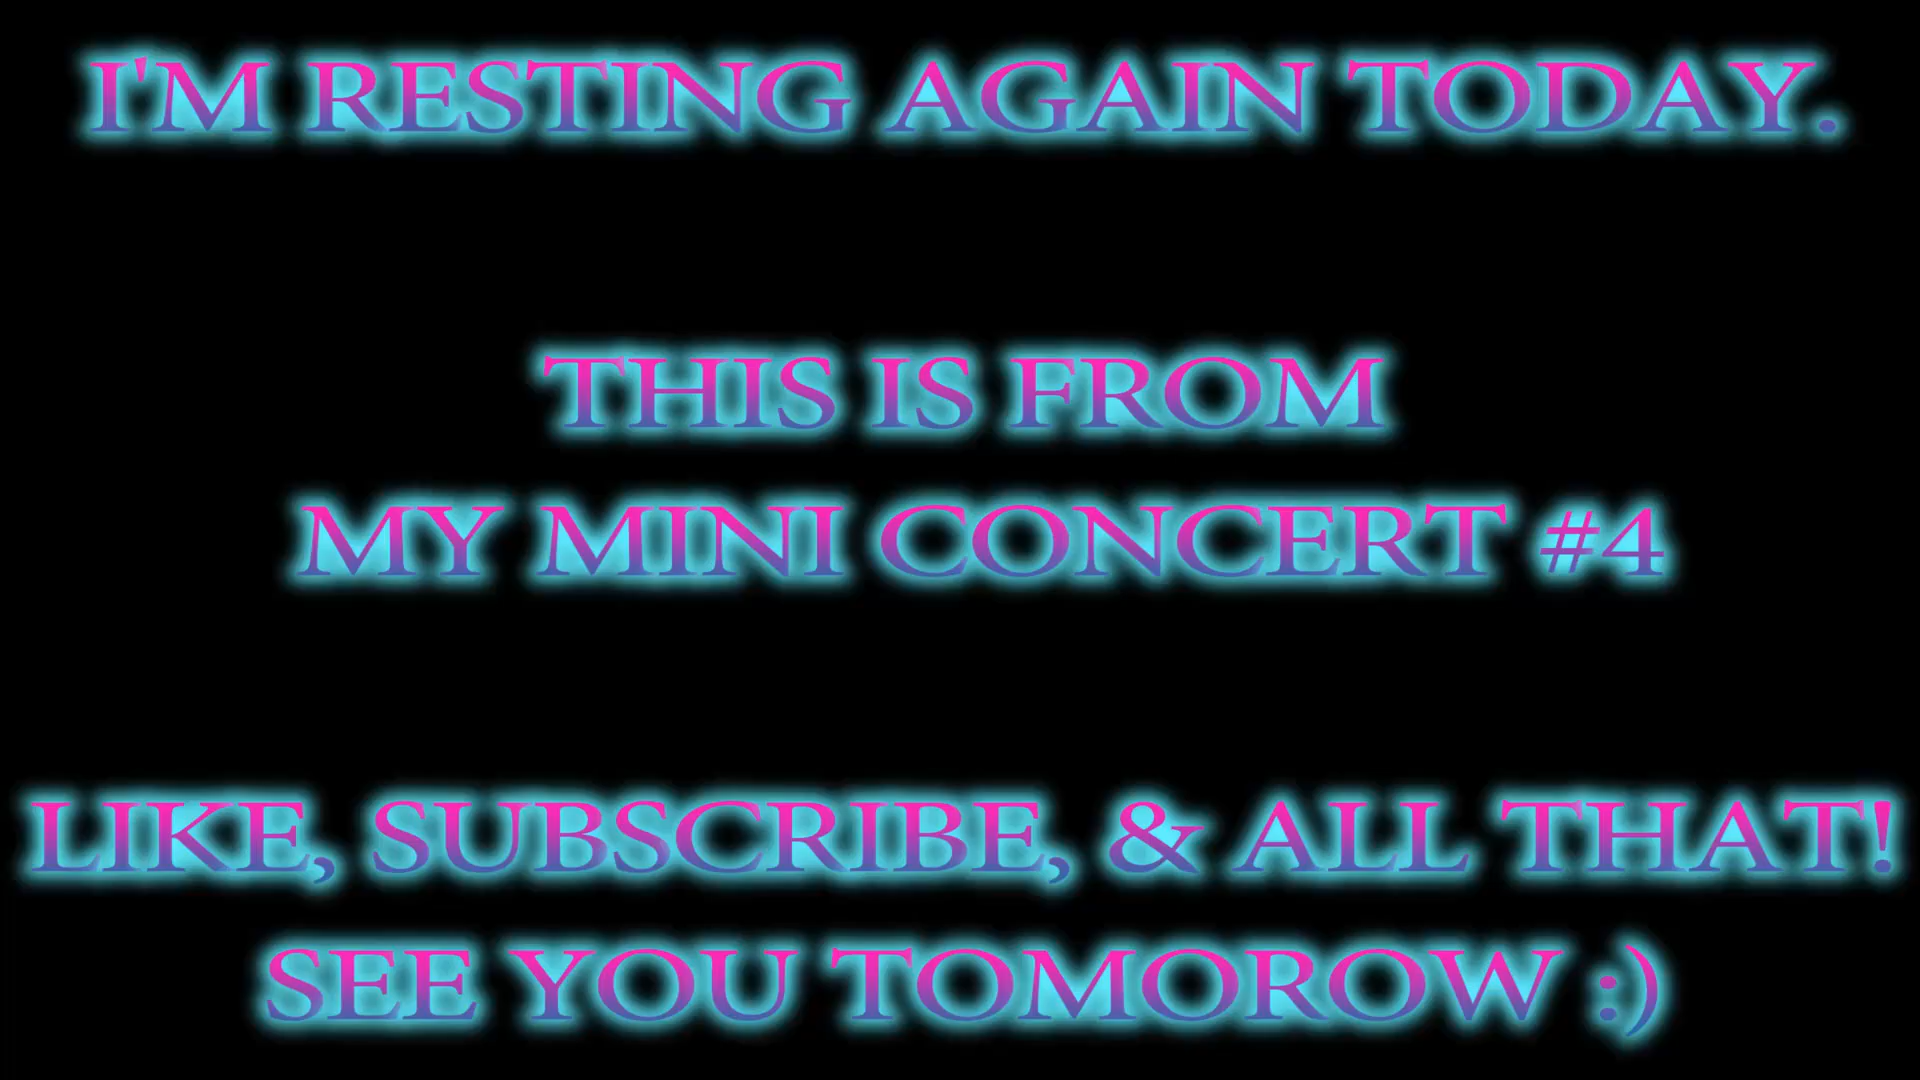 I'M RESTING AGAIN TODAY.
THIS IS FROM
MY MINI CONCERT #4
LIKE, SUBSCRIBE, & ALL THAT!
SEE YOU TOMOROW :)